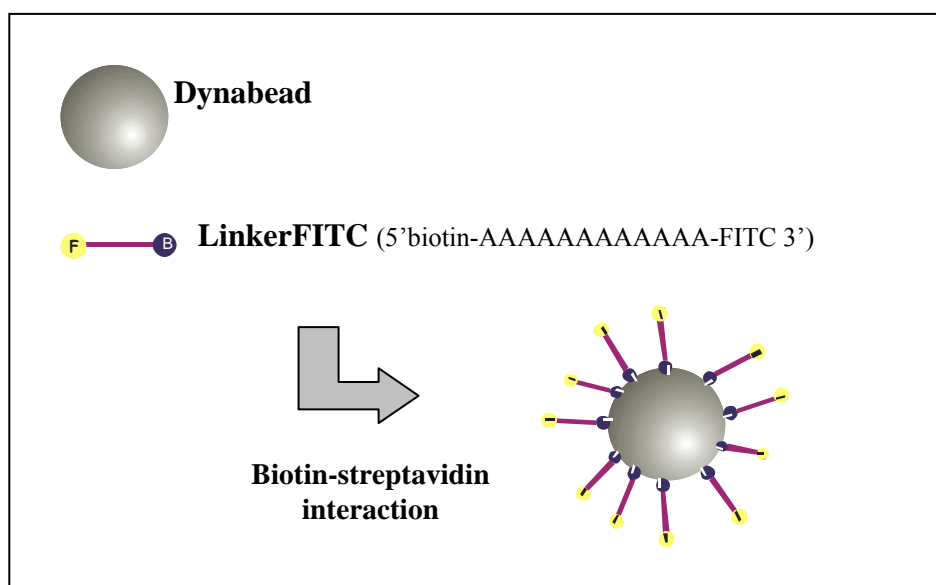 Dynabead
F B LinkerFITC (5’biotin-AAAAAAAAAAAA-FITC 3’)
Biotin-streptavidin
interaction